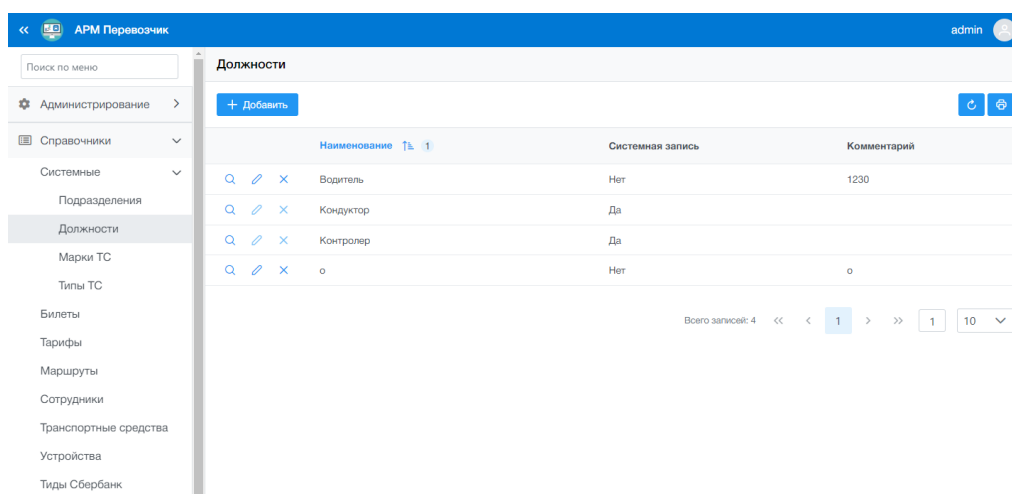 АРМ Перевозчик
admin
Поиск по меню
Должности
Администрирование
Добавить
Справочники
Наименование 1 Системная запись Комментарий
Системные
Водитель Нет 1230
Подразделения
Кондуктор Да
Должности
Контролер Да
Марки ТС
о Нет о
Типы ТС
Билеты
Всего записей: 4 1 1 10
Тарифы
Маршруты
Сотрудники
Транспортные средства
Устройства
Тиды Сбербанк